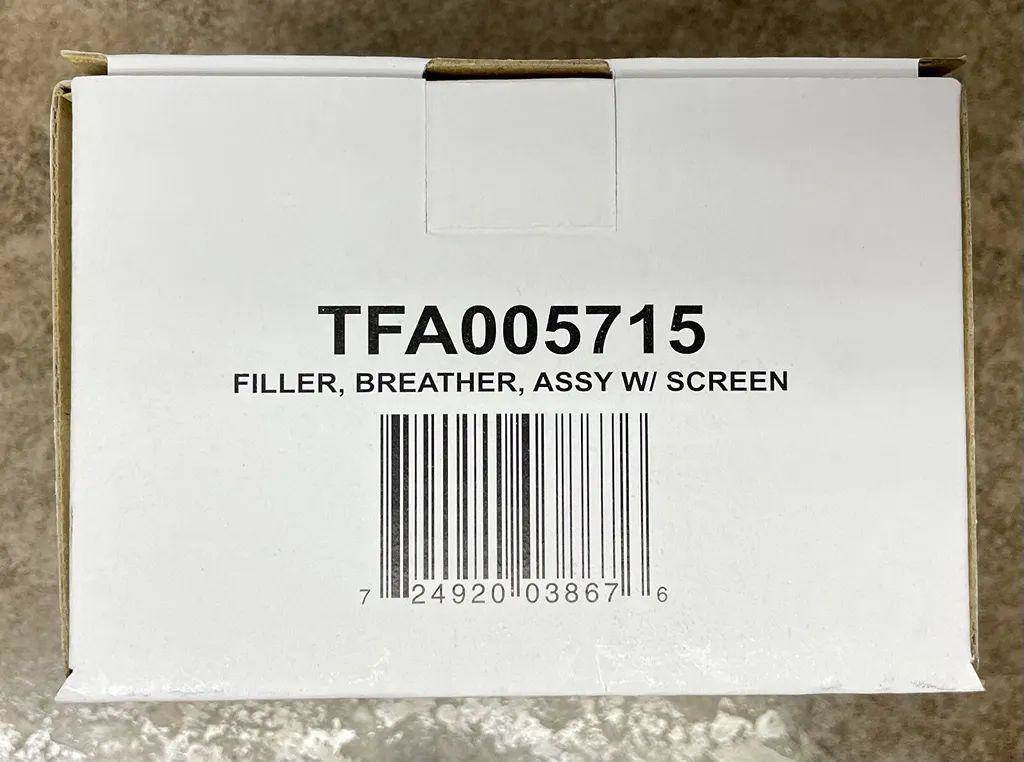 TFA005715
FILLER, BREATHER, ASSY W/ SCREEN
7 24920 03867 6